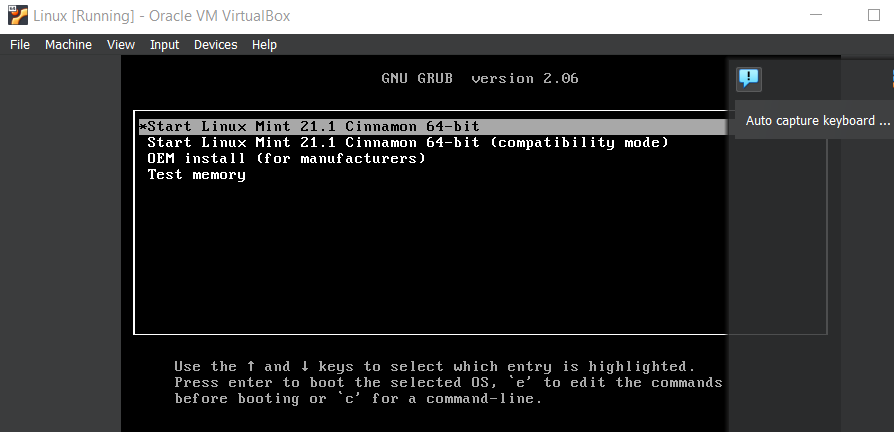 Linux [Running] - Oracle VM VirtualBox
File Machine View Input Devices Help
GNU GRUB version 2.06
*Start Linux Mint 21.1 Cinnamon 64-bit
Start Linux Mint 21.1 Cinnamon 64-bit (compatibility mode)
OEM install (for manufacturers)
Test memory
Auto capture keyboard ...
Use the ↑ and ↓ keys to select which entry is highlighted.
Press enter to boot the selected OS, `e' to edit the commands
before booting or `c' for a command-line.